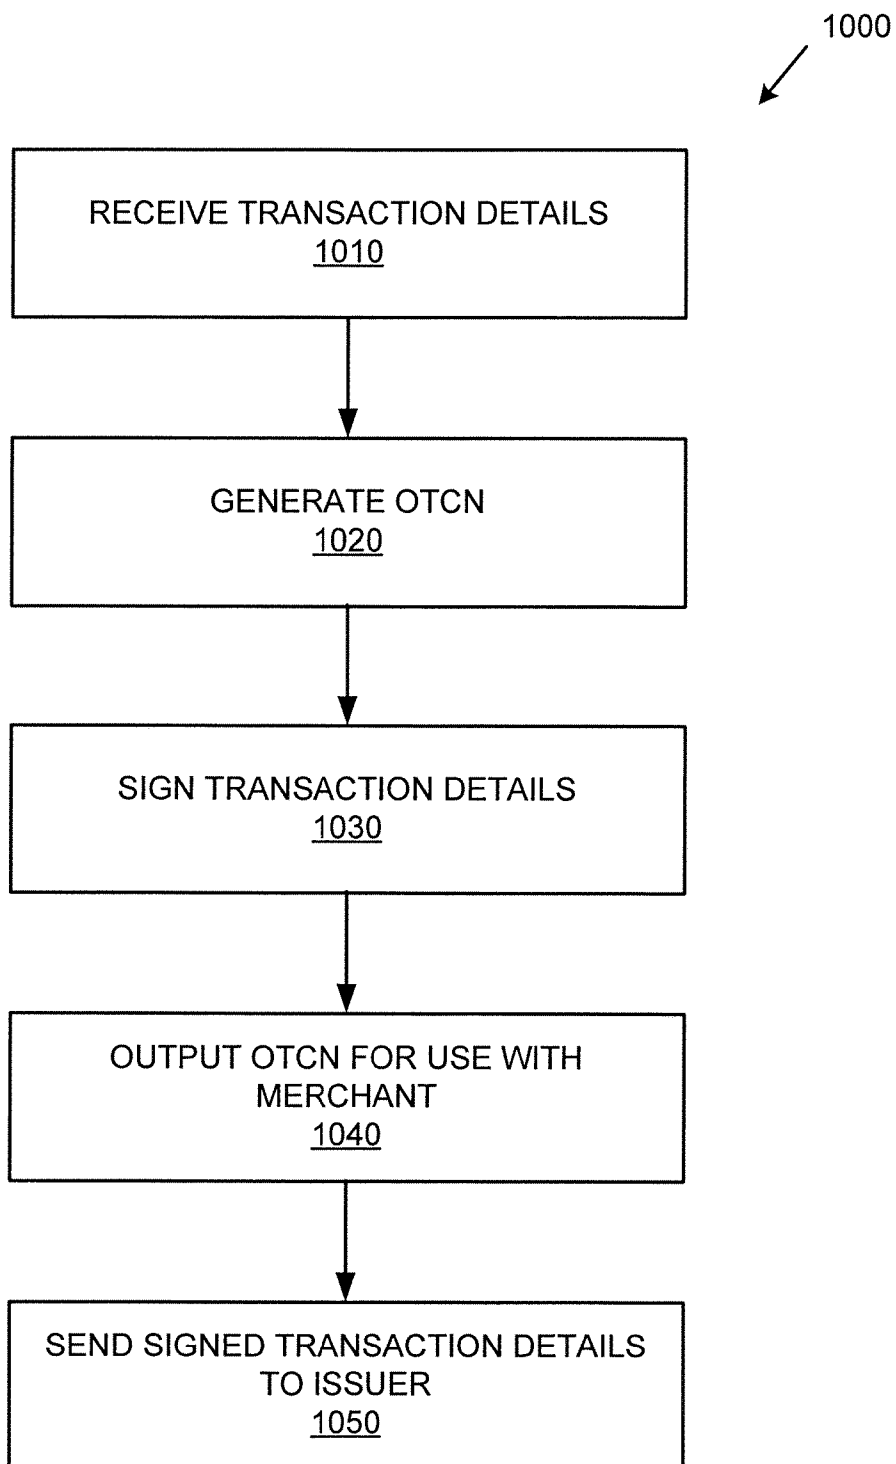 1000
RECEIVE TRANSACTION DETAILS
1010
GENERATE OTCN
1020
SIGN TRANSACTION DETAILS
1030
OUTPUT OTCN FOR USE WITH
MERCHANT
1040
SEND SIGNED TRANSACTION DETAILS
TO ISSUER
1050